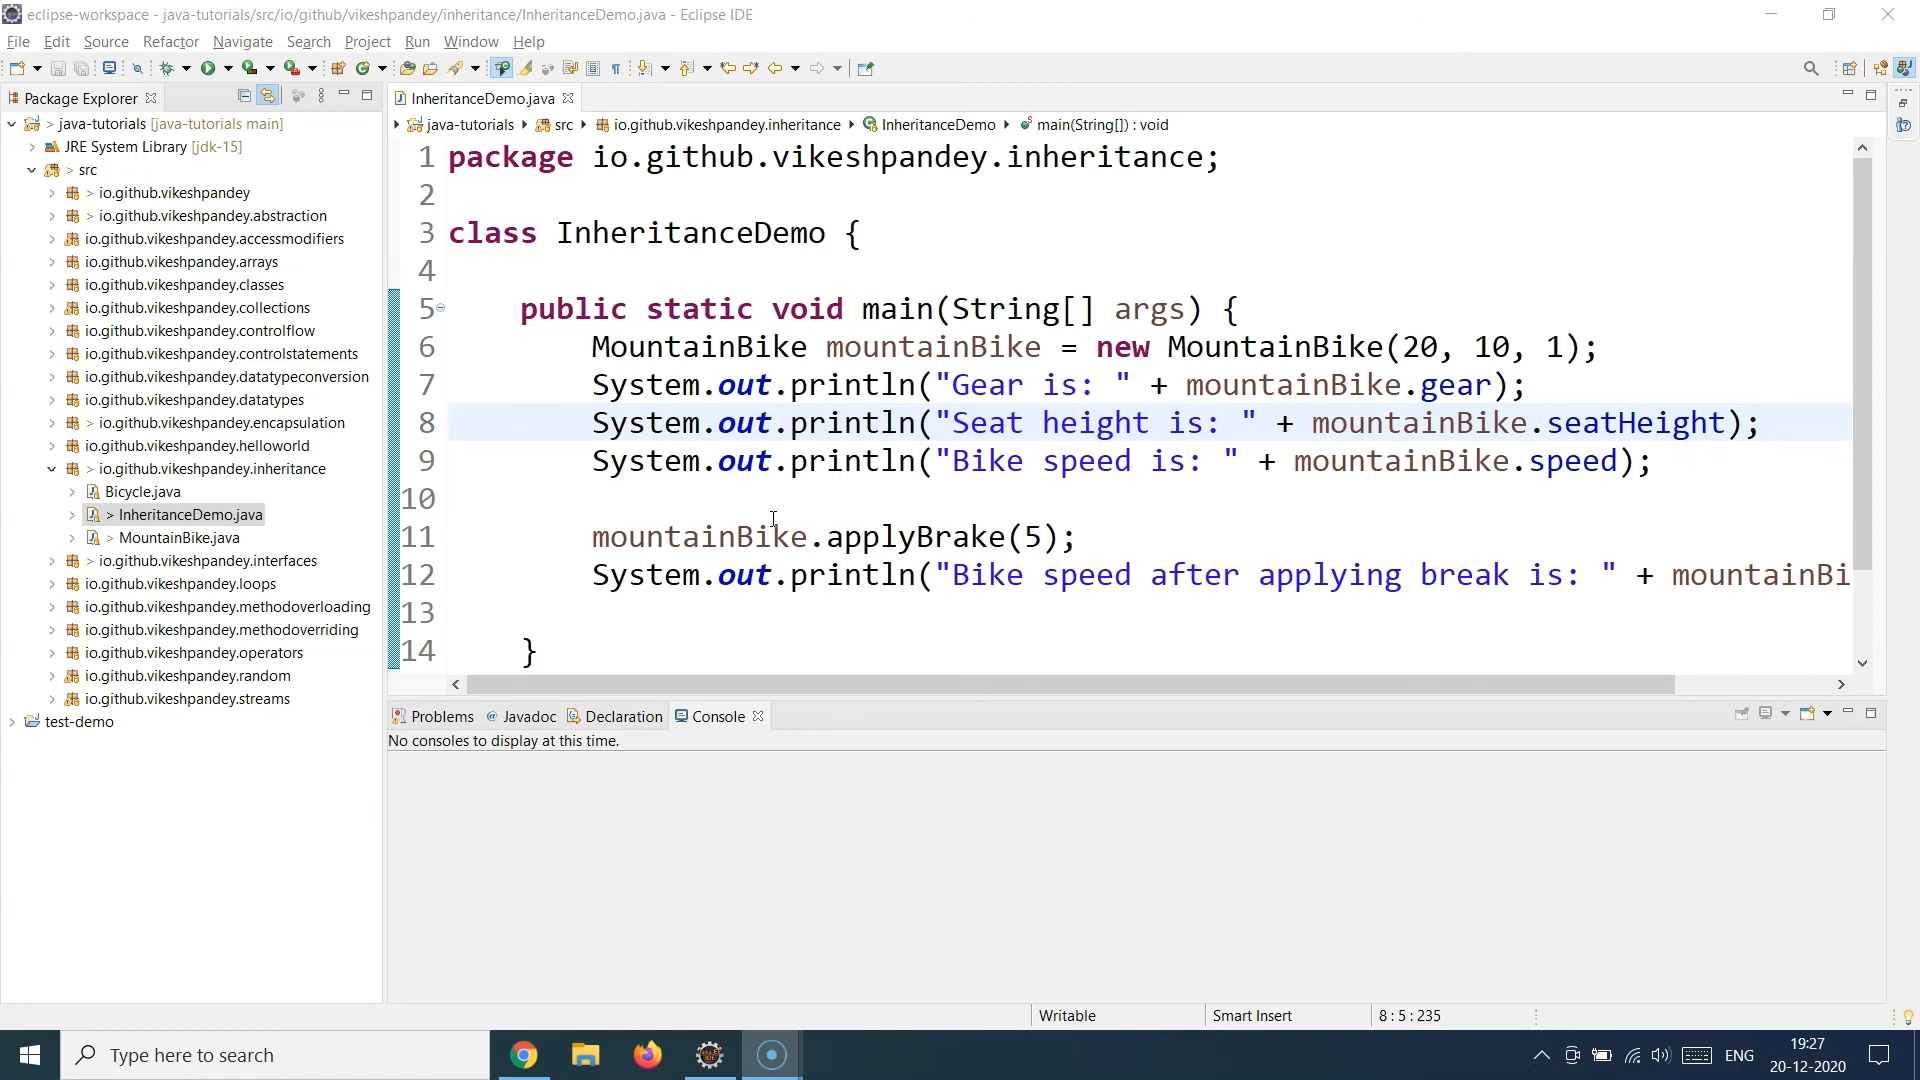 eclipse-workspace - java-tutorials/src/io/github/vikeshpandey/inheritance/InheritanceDemo.java - Eclipse IDE
File Edit Source Refactor Navigate Search Project Run Window Help
Package Explorer
InheritanceDemo.java
java-tutorials src io.github.vikeshpandey.inheritance InheritanceDemo main(String[]) : void
> java-tutorials [java-tutorials main]
JRE System Library [jdk-15]
> src
> io.github.vikeshpandey
> io.github.vikeshpandey.abstraction
io.github.vikeshpandey.accessmodifiers
io.github.vikeshpandey.arrays
io.github.vikeshpandey.classes
io.github.vikeshpandey.collections
io.github.vikeshpandey.controlflow
io.github.vikeshpandey.controlstatements
io.github.vikeshpandey.datatypeconversion
io.github.vikeshpandey.datatypes
> io.github.vikeshpandey.encapsulation
io.github.vikeshpandey.helloworld
> io.github.vikeshpandey.inheritance
Bicycle.java
> InheritanceDemo.java
> MountainBike.java
> io.github.vikeshpandey.interfaces
io.github.vikeshpandey.loops
io.github.vikeshpandey.methodoverloading
io.github.vikeshpandey.methodoverriding
io.github.vikeshpandey.operators
io.github.vikeshpandey.random
io.github.vikeshpandey.streams
test-demo
1 package io.github.vikeshpandey.inheritance;
2
3 class InheritanceDemo {
4
5 public static void main(String[] args) {
6 MountainBike mountainBike = new MountainBike(20, 10, 1);
7 System.out.println("Gear is: " + mountainBike.gear);
8 System.out.println("Seat height is: " + mountainBike.seatHeight);
9 System.out.println("Bike speed is: " + mountainBike.speed);
10
11 mountainBike.applyBrake(5);
12 System.out.println("Bike speed after applying break is: " + mountainBi
13
14 }
Problems @ Javadoc Declaration Console
No consoles to display at this time.
Writable Smart Insert 8 : 5 : 235
Type here to search
ENG
19:27
20-12-2020